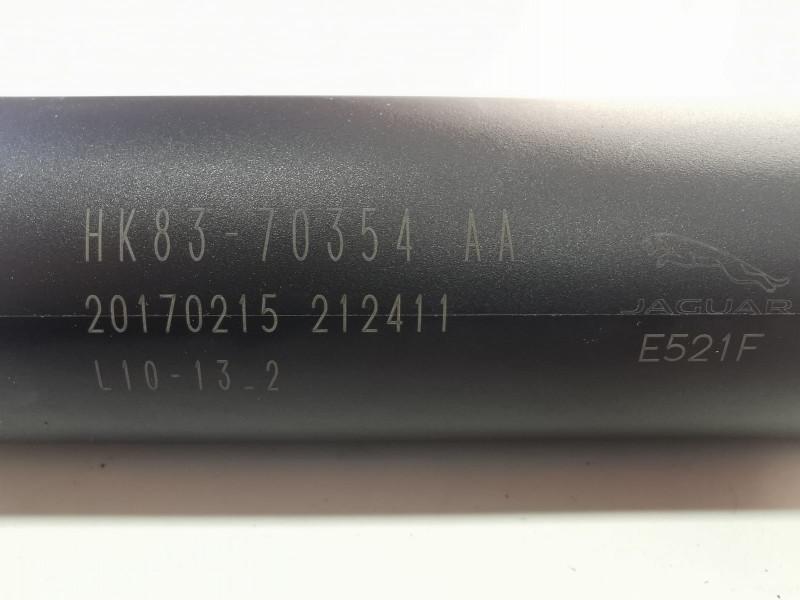 HK83-70354 AA
20170215 212411
L10-13_2
JAGUAR
E521F